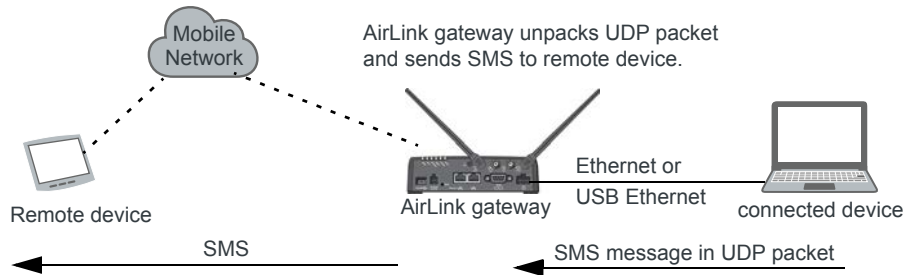 Mobile
Network
AirLink gateway unpacks UDP packet
and sends SMS to remote device.
Ethernet or
USB Ethernet
Remote device
AirLink gateway
connected device
SMS
SMS message in UDP packet